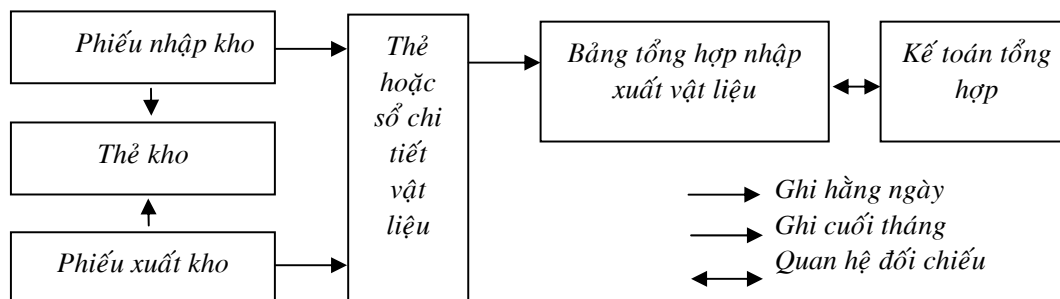 Phiếu nhập kho
Thẻ kho
Phiếu xuất kho
Thẻ
hoặc
sổ chi
tiết
vật
liệu
Bảng tổng hợp nhập
xuất vật liệu
Kế toán tổng
hợp
Ghi hằng ngày
Ghi cuối tháng
Quan hệ đối chiếu